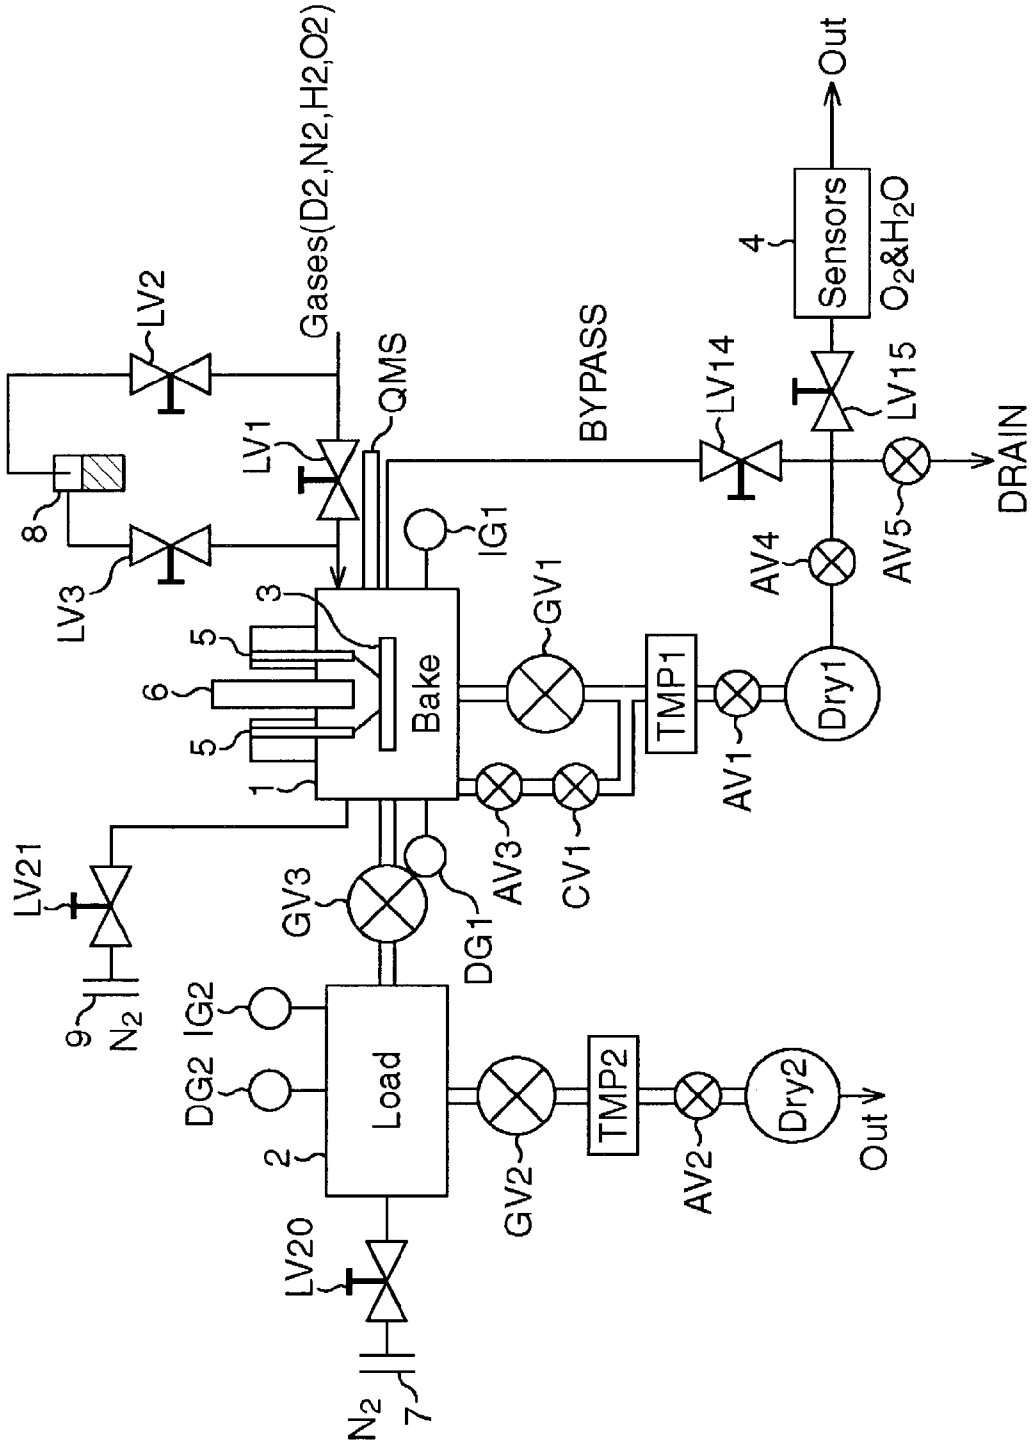 LV2
Gases(D2,N2,H2,O2)
8
LV3
LV1
QMS
5
6
5
3
1
Bake
IG1
BYPASS
LV14
4
Sensors
O2&H2O
Out
LV15
DRAIN
AV5
AV4
GV1
TMP1
AV1
Dry1
AV3
CV1
LV21
9
N2
GV3
DG1
IG2
DG2
2
Load
GV2
TMP2
AV2
Dry2
Out
LV20
N2
7